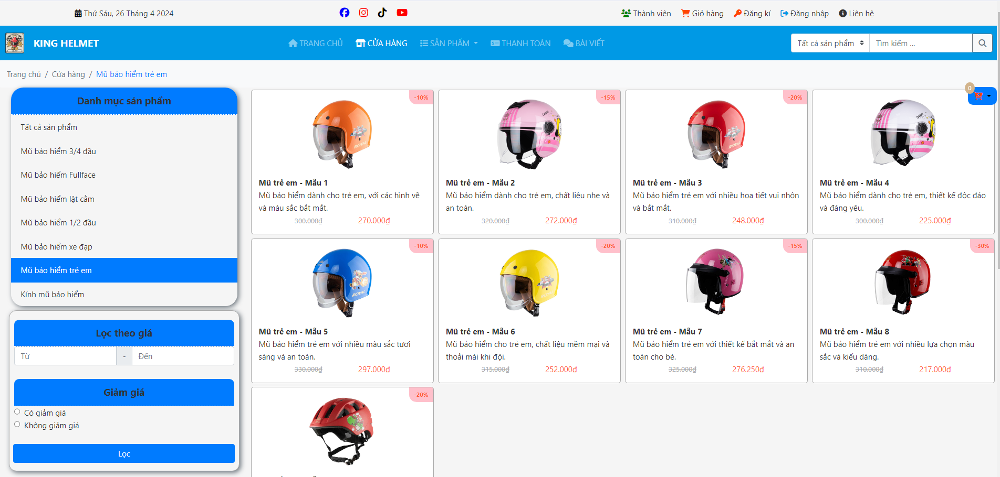 Thứ Sáu, 26 Tháng 4 2024
Thành viên
Giỏ hàng
Đăng kí
Đăng nhập
Liên hệ
KING HELMET
TRANG CHỦ
CỬA HÀNG
SẢN PHẨM
THANH TOÁN
BÀI VIẾT
Tất cả sản phẩm
Tìm kiếm ...
Trang chủ / Cửa hàng / Mũ bảo hiểm trẻ em
0
Danh mục sản phẩm
Tất cả sản phẩm
Mũ bảo hiểm 3/4 đầu
Mũ bảo hiểm Fullface
Mũ bảo hiểm lật cằm
Mũ bảo hiểm 1/2 đầu
Mũ bảo hiểm xe đạp
Mũ bảo hiểm trẻ em
Kính mũ bảo hiểm
Lọc theo giá
Từ - Đến
Giảm giá
Có giảm giá
Không giảm giá
Lọc
-10%
ROYAL
Mũ trẻ em - Mẫu 1
Mũ bảo hiểm dành cho trẻ em, với các hình vẽ
và màu sắc bắt mắt.
300.000₫ 270.000₫
-15%
Mũ trẻ em - Mẫu 2
Mũ bảo hiểm dành cho trẻ em, chất liệu nhẹ và
an toàn.
320.000₫ 272.000₫
-20%
ROYAL
Mũ trẻ em - Mẫu 3
Mũ bảo hiểm trẻ em với nhiều họa tiết vui nhộn
và bắt mắt.
310.000₫ 248.000₫
Mũ trẻ em - Mẫu 4
Mũ bảo hiểm dành cho trẻ em, thiết kế độc đáo
và đáng yêu.
300.000₫ 225.000₫
-10%
ROYAL
Mũ trẻ em - Mẫu 5
Mũ bảo hiểm trẻ em với nhiều màu sắc tươi
sáng và an toàn.
330.000₫ 297.000₫
-20%
ROYAL
Mũ trẻ em - Mẫu 6
Mũ bảo hiểm cho trẻ em, chất liệu mềm mại và
thoải mái khi đội.
315.000₫ 252.000₫
-15%
Mũ trẻ em - Mẫu 7
Mũ bảo hiểm trẻ em với thiết kế bắt mắt và an
toàn cho bé.
325.000₫ 276.250₫
-30%
Mũ trẻ em - Mẫu 8
Mũ bảo hiểm trẻ em với nhiều lựa chọn màu
sắc và kiểu dáng.
310.000₫ 217.000₫
-20%